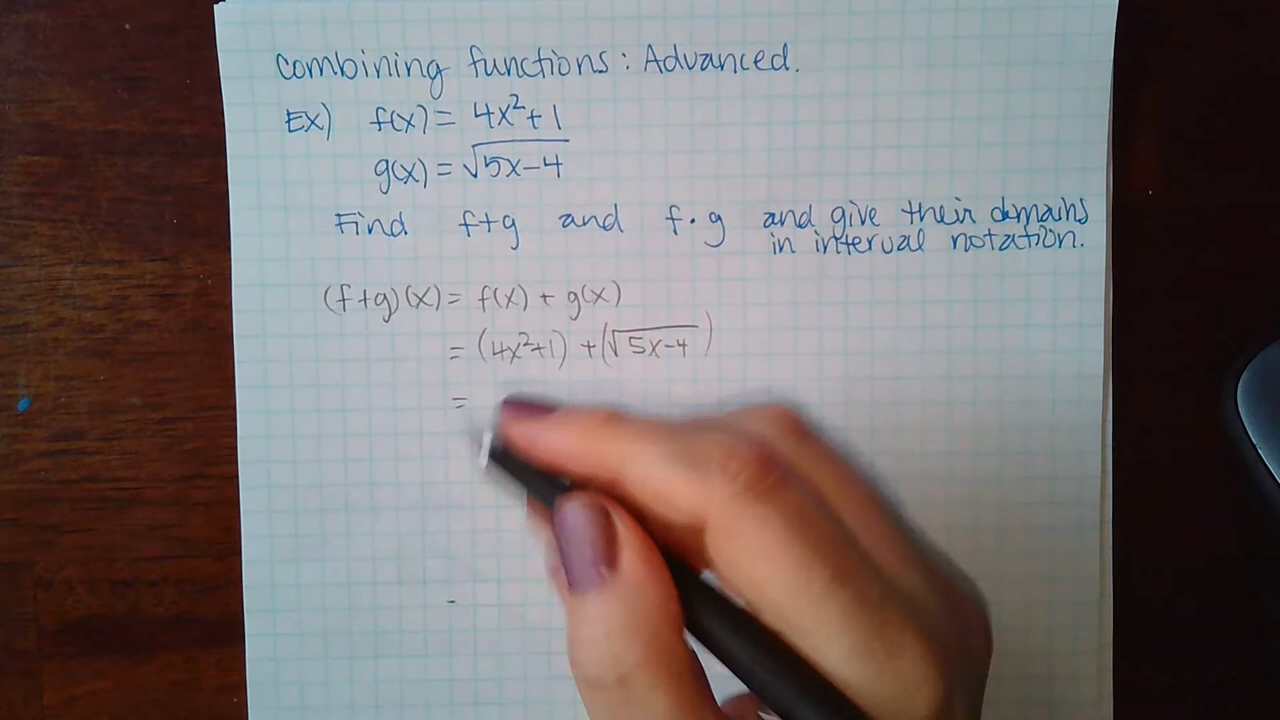 Combining functions: Advanced.
Ex) f(x) = 4x²+1
g(x) = √(5x-4)
Find f+g and f·g and give their domains
in interval notation.
(f+g)(x) = f(x) + g(x)
= (4x²+1) + (√(5x-4))
=